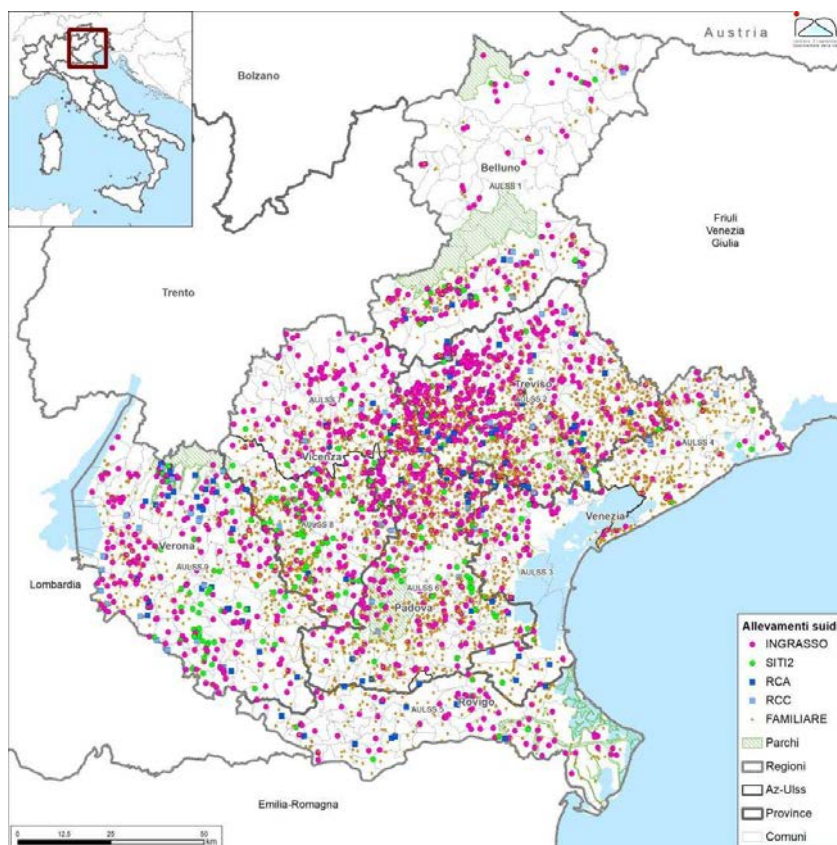 Austria
Bolzano
Belluno
AULSS 1
Friuli
Venezia
Giulia
Trento
Treviso
AULSS 2
AULSS 7
AULSS 4
Vicenza
Venezia
AULSS 8
Verona
AULSS 9
AULSS 3
Lombardia
AULSS 6
Padova
Allevamenti suidi
INGRASSO
SITI2
RCA
RCC
FAMILIARE
Parchi
Regioni
Az-Ulss
Province
Comuni
Rovigo
AULSS 5
Emilia-Romagna
0 12,5 25 50
km